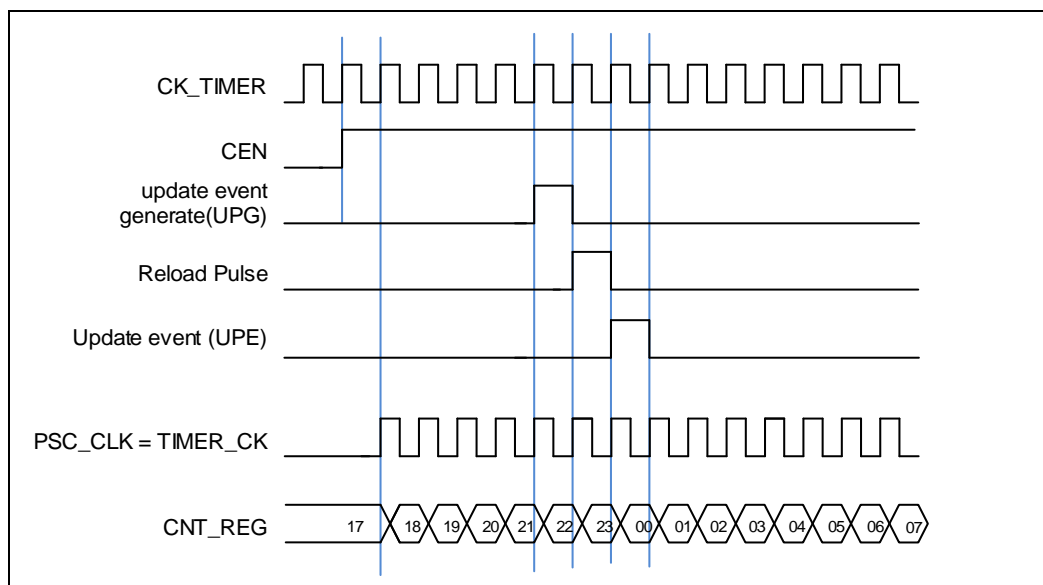 CK_TIMER
CEN
update event
generate(UPG)
Reload Pulse
Update event (UPE)
PSC_CLK = TIMER_CK
CNT_REG 17 18 19 20 21 22 23 00 01 02 03 04 05 06 07